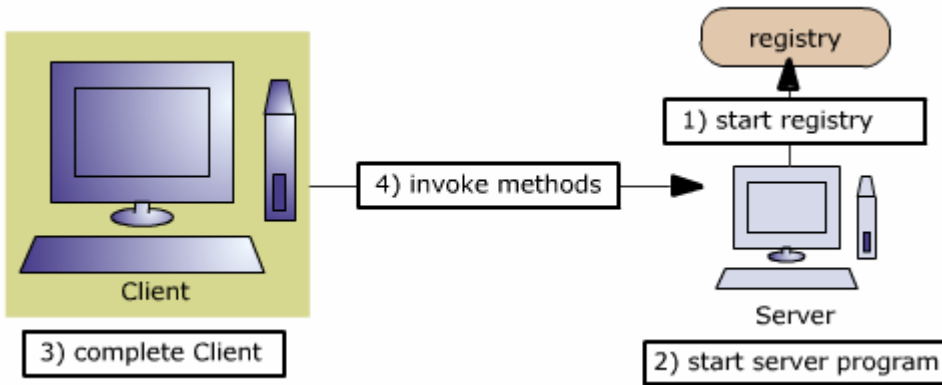 registry
1) start registry
4) invoke methods
Client
Server
3) complete Client
2) start server program